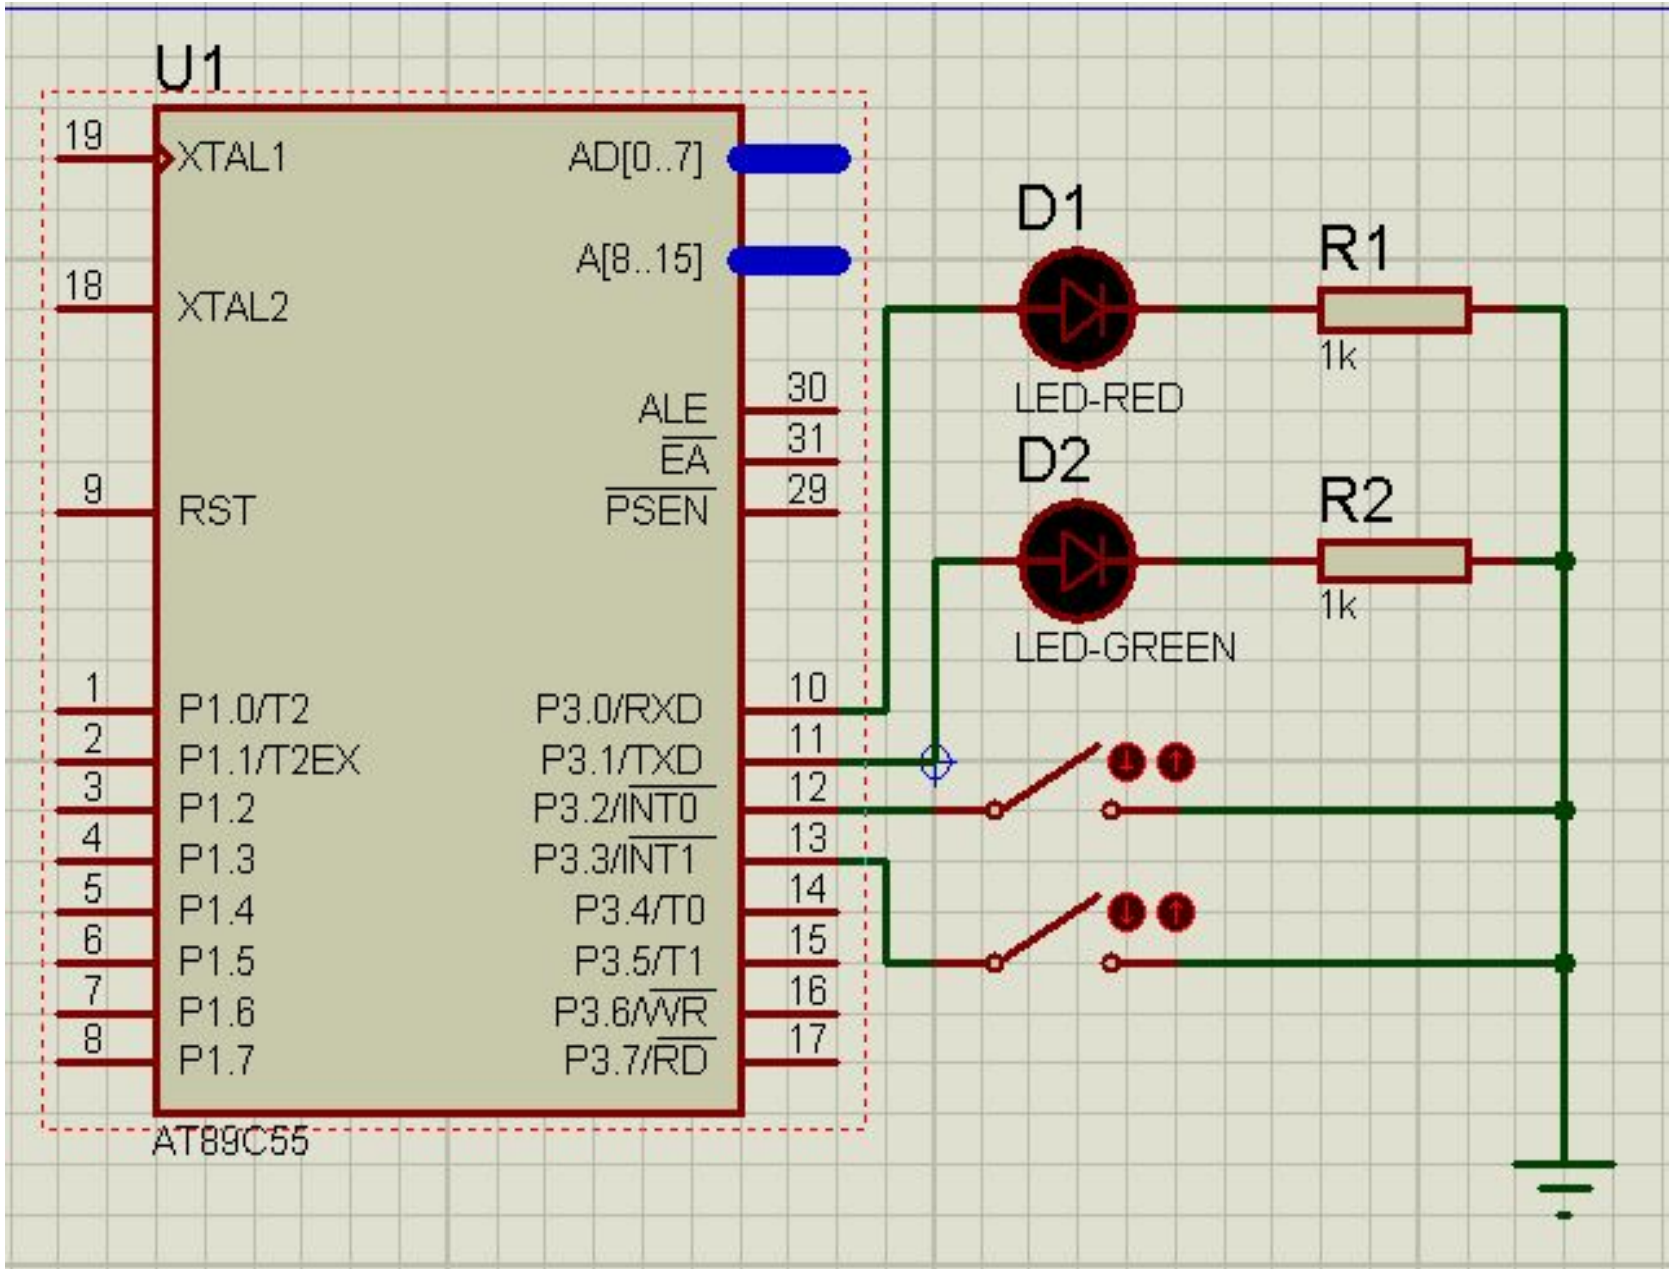 U1
19 XTAL1 AD[0..7]
A[8..15]
18 XTAL2
ALE 30
EA 31
9 RST PSEN 29
1 P1.0/T2 P3.0/RXD 10
2 P1.1/T2EX P3.1/TXD 11
3 P1.2 P3.2/INT0 12
4 P1.3 P3.3/INT1 13
5 P1.4 P3.4/T0 14
6 P1.5 P3.5/T1 15
7 P1.6 P3.6/WR 16
8 P1.7 P3.7/RD 17
AT89C55
D1
LED-RED
R1
1k
D2
LED-GREEN
R2
1k